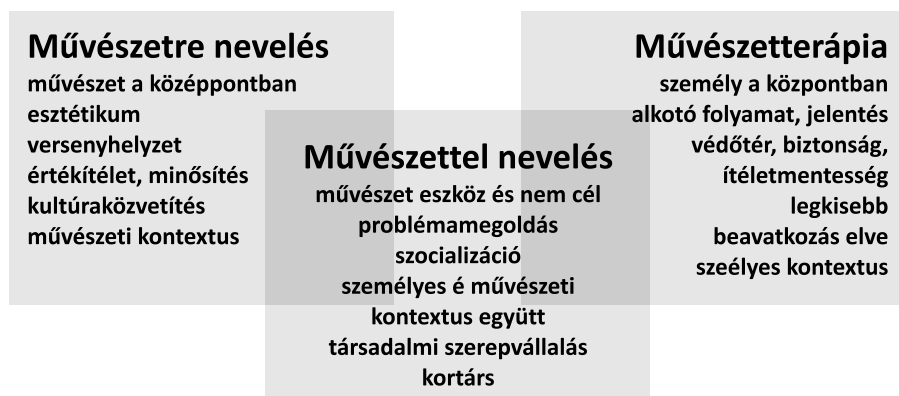 Művészetre nevelés
művészet a középpontban
esztétikum
versenyhelyzet
értékítélet, minősítés
kultúraközvetítés
művészeti kontextus
Művészettel nevelés
művészet eszköz és nem cél
problémamegoldás
szocializáció
személyes é művészeti
kontextus együtt
társadalmi szerepvállalás
kortárs
Művészetterápia
személy a központban
alkotó folyamat, jelentés
védőtér, biztonság,
ítéletmentesség
legkisebb
beavatkozás elve
szeélyes kontextus